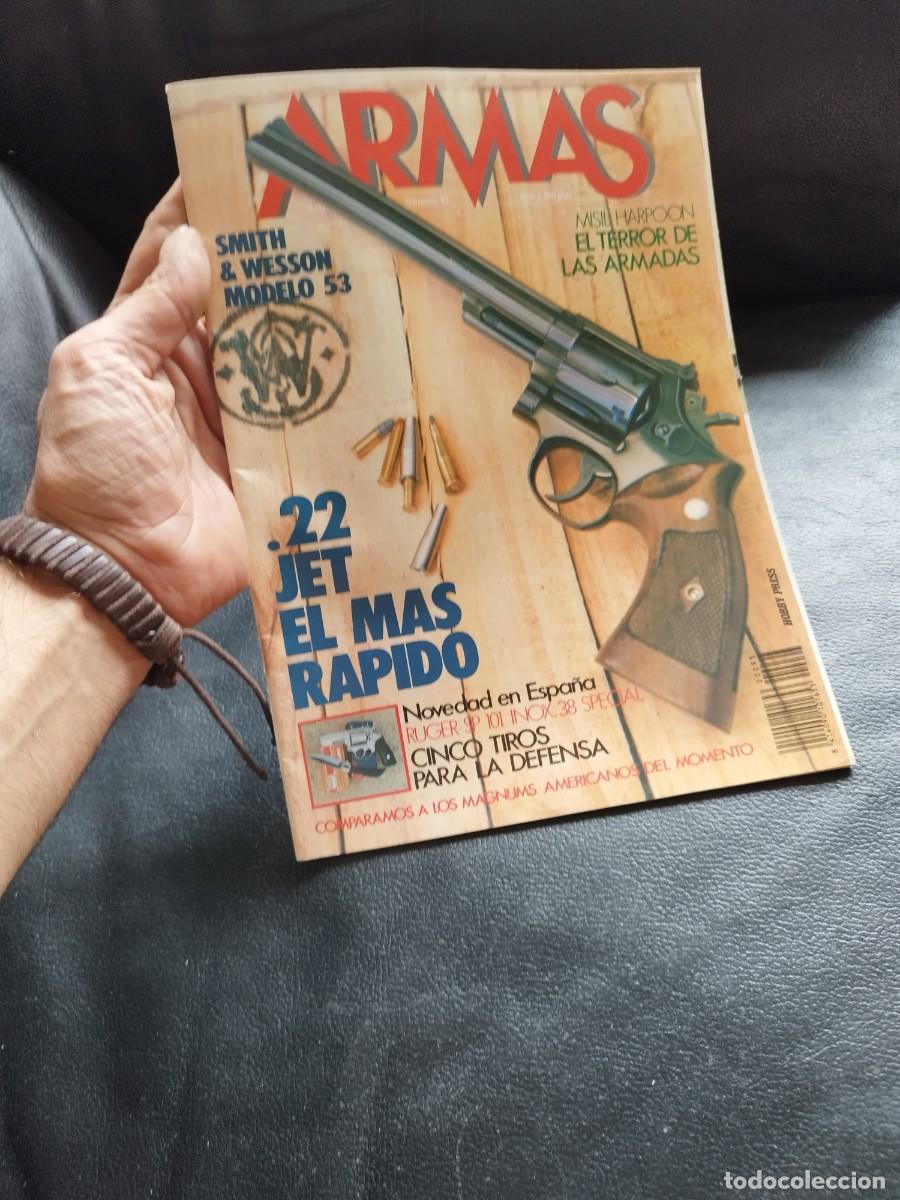 ARMAS
MISIL HARPOON
EL TERROR DE
LAS ARMADAS
SMITH
& WESSON
MODELO 53
.22
JET
EL MAS
RAPIDO
Novedad en España
RUGER SP 101 INOX.38 SPECIAL
CINCO TIROS
PARA LA DEFENSA
COMPARAMOS A LOS MAGNUMS AMERICANOS DEL MOMENTO
HOBBY PRESS
00093
todocoleccion